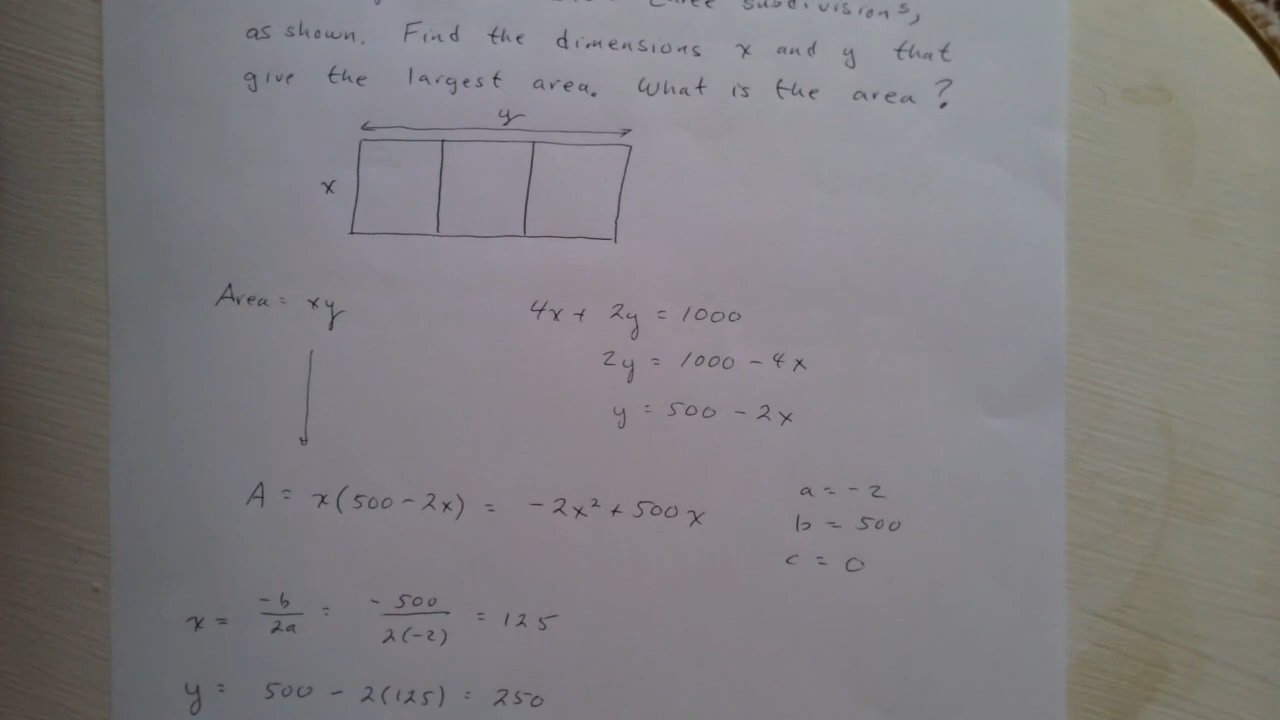 three subdivisions,
as shown. Find the dimensions x and y that
give the largest area. What is the area?
y
x
Area = xy
4x + 2y = 1000
2y = 1000 - 4x
y = 500 - 2x
A = x(500 - 2x) = -2x² + 500x
a = -2
b = 500
c = 0
x = -b/2a = -500/2(-2) = 125
y = 500 - 2(125) = 250